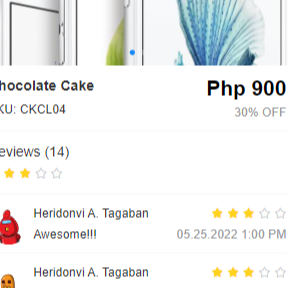 hocolate Cake
Php 900
KU: CKCL04
30% OFF
eviews (14)
Heridonvi A. Tagaban
Awesome!!!
05.25.2022 1:00 PM
Heridonvi A. Tagaban